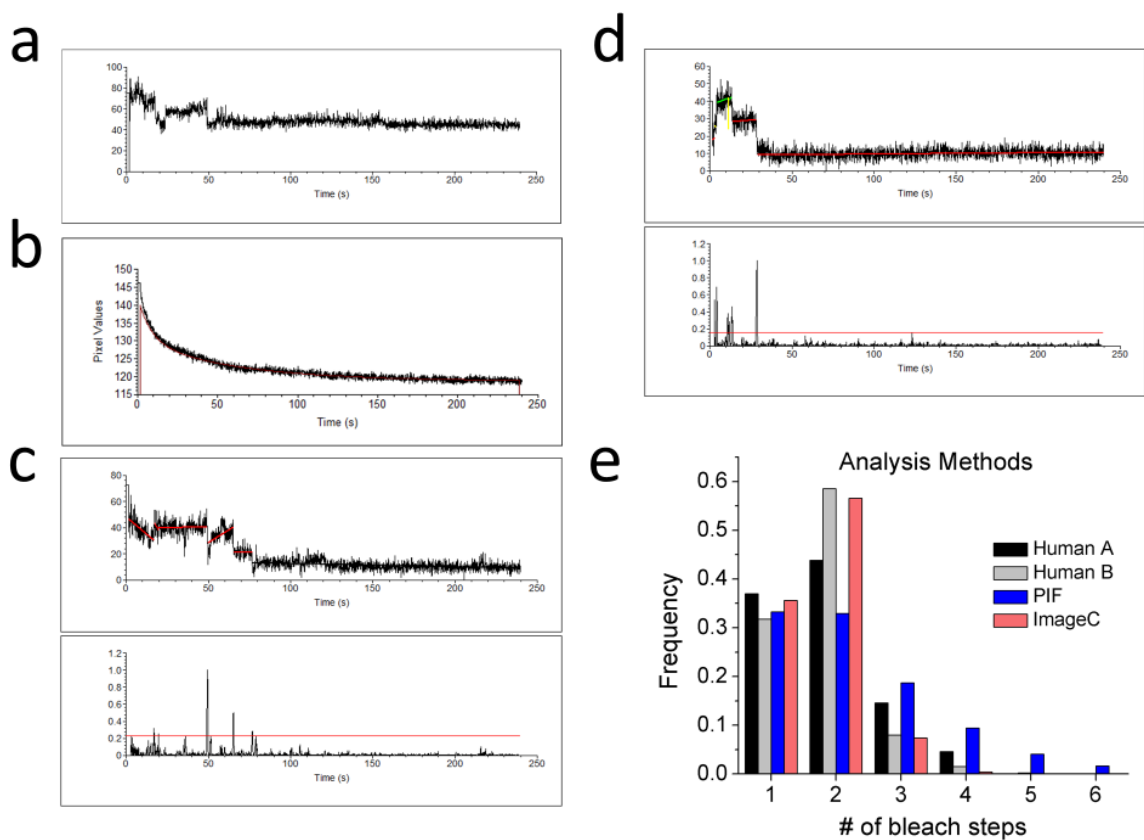 a
100
80
60
40
20
0
0 50 100 150 200 250
Time (s)
b
150
145
140
135
130
125
120
115
Pixel Values
0 50 100 150 200 250
Time (s)
c
80
60
40
20
0
0 50 100 150 200 250
Time (s)
1.2
1.0
0.8
0.6
0.4
0.2
0.0
0 50 100 150 200 250
Time (s)
d
60
50
40
30
20
10
0
0 50 100 150 200 250
Time (s)
1.2
1.0
0.8
0.6
0.4
0.2
0
0 50 100 150 200 250
Time (s)
e
Analysis Methods
Human A
Human B
PIF
ImageC
Frequency
0.6
0.5
0.4
0.3
0.2
0.1
0.0
1 2 3 4 5 6
# of bleach steps